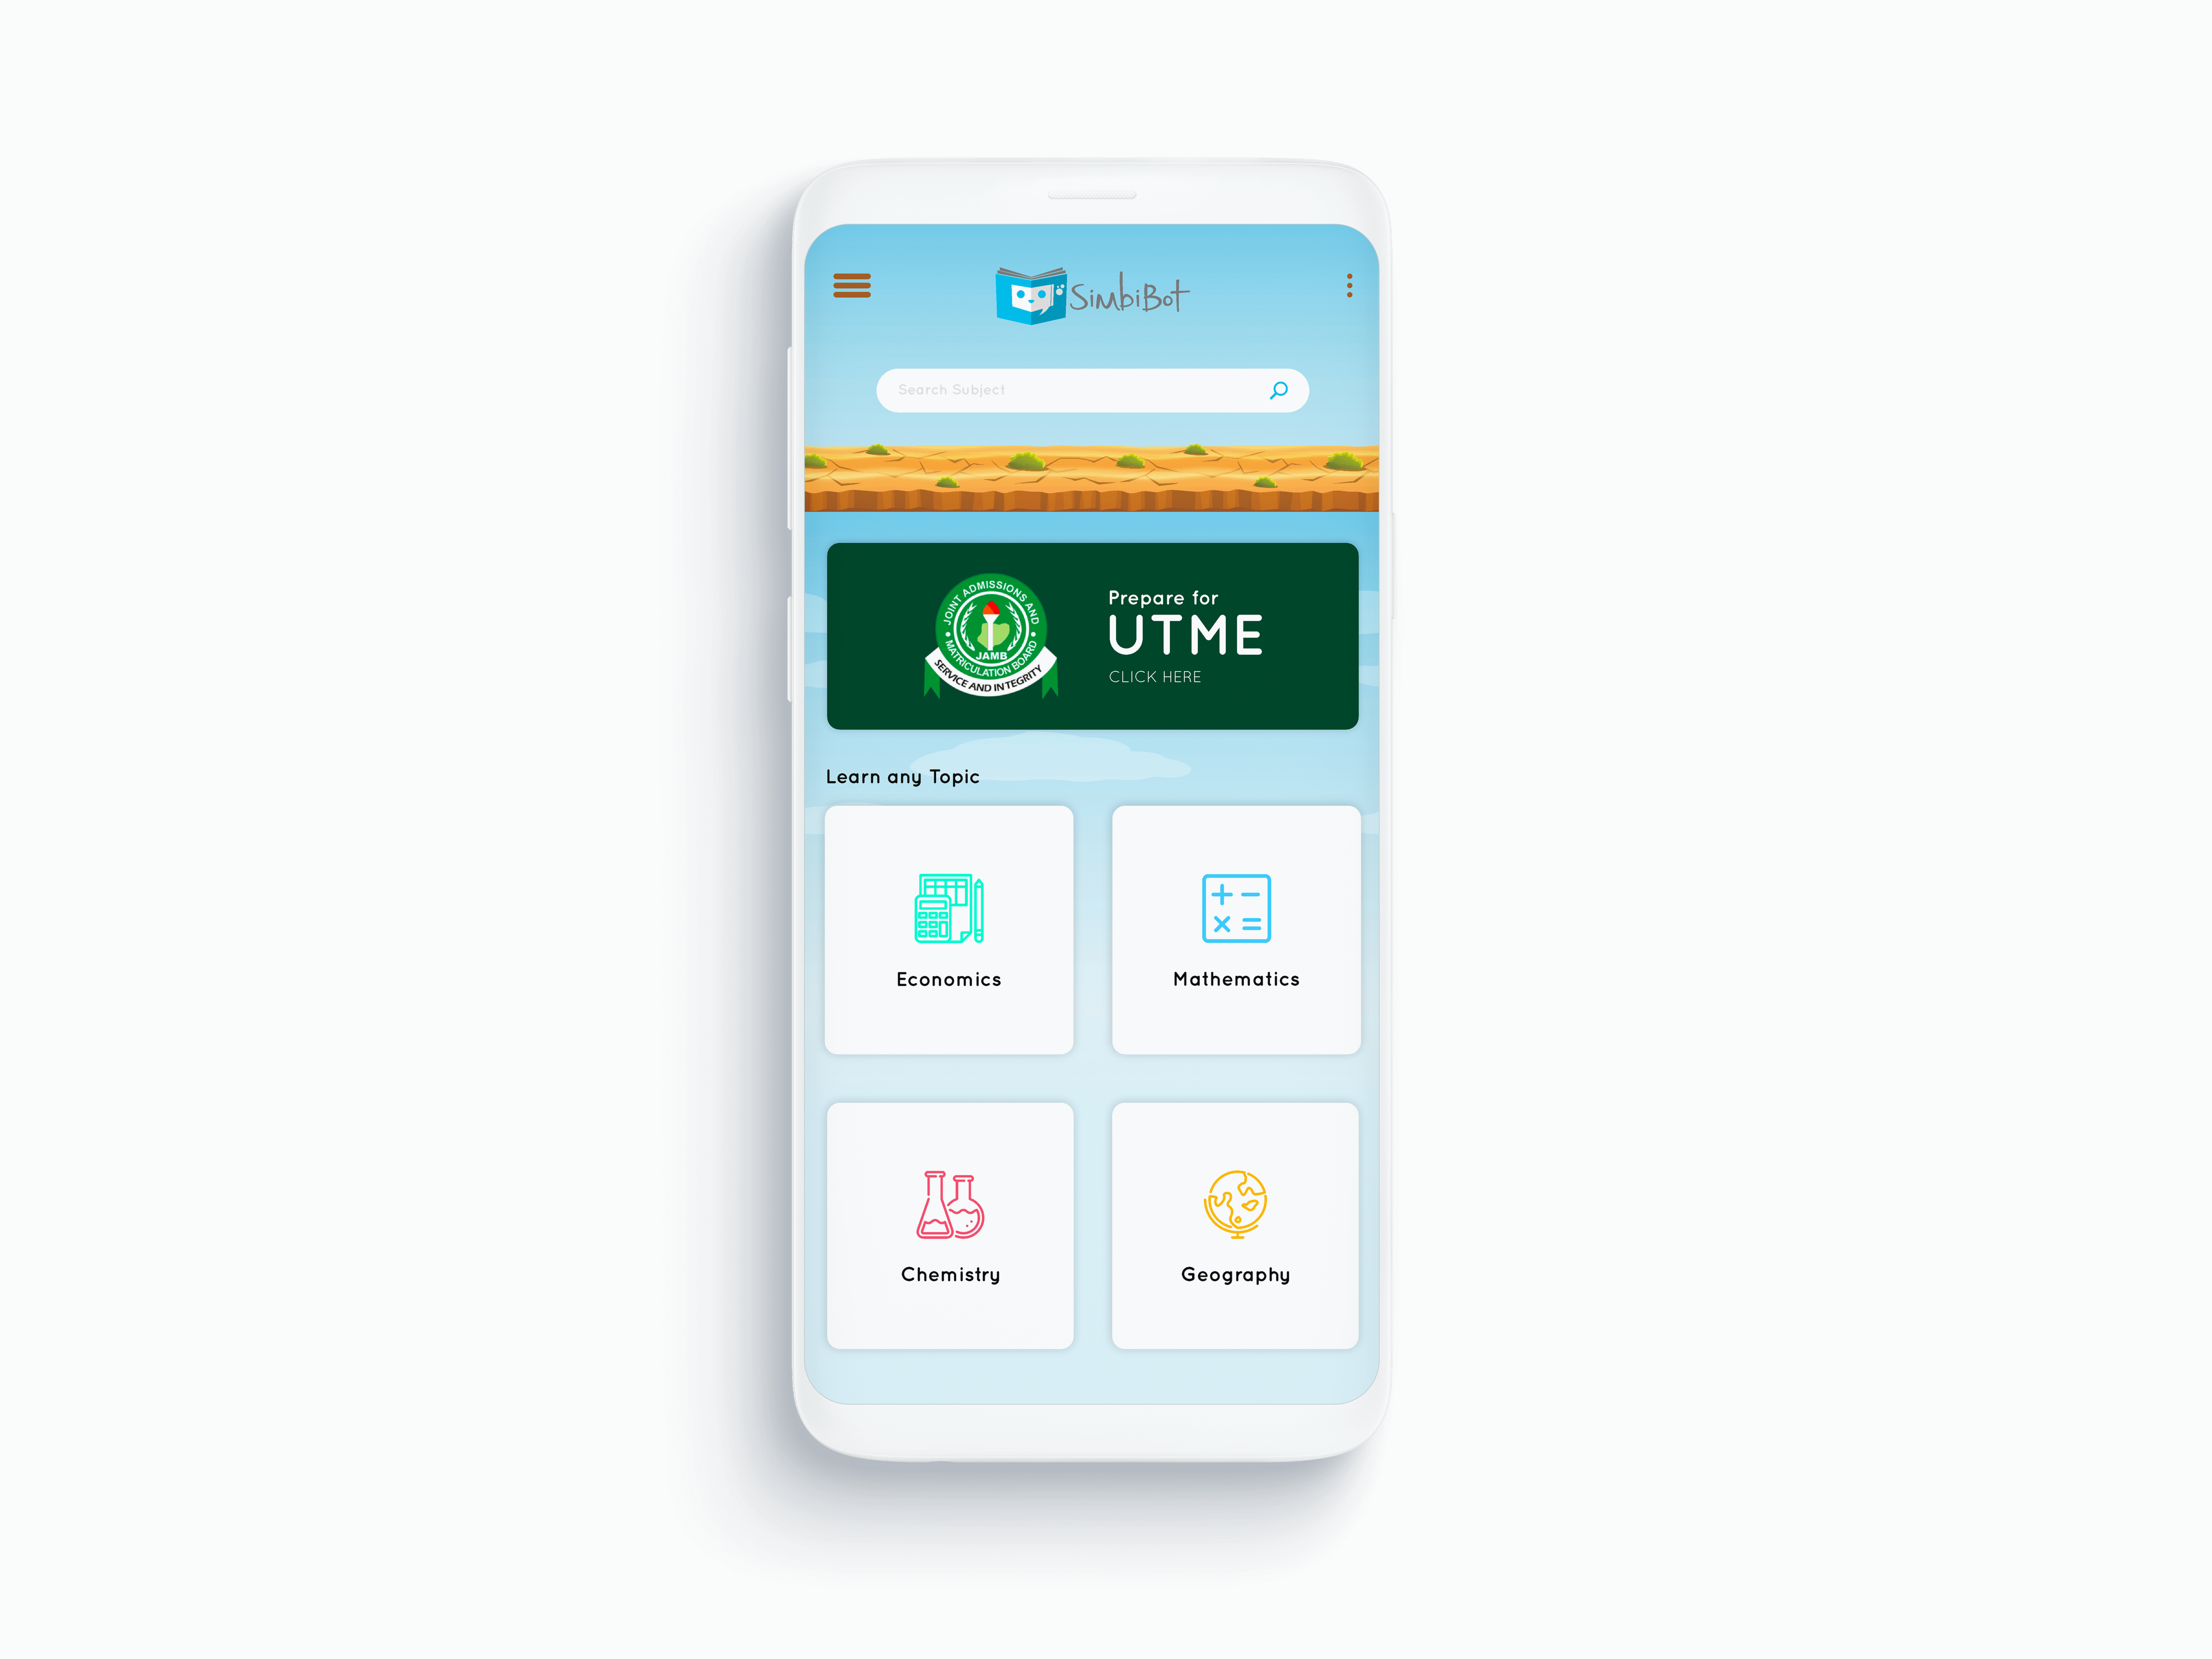 SimbiBot
Search Subject
JOINT ADMISSIONS AND
MATRICULATION BOARD
JAMB
SERVICE AND INTEGRITY
Prepare for
UTME
CLICK HERE
Learn any Topic
Economics
Mathematics
Chemistry
Geography